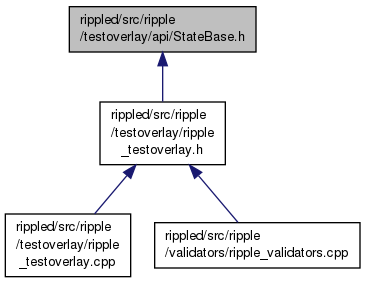 rippled/src/ripple
/testoverlay/api/StateBase.h
rippled/src/ripple
/testoverlay/ripple
_testoverlay.h
rippled/src/ripple
/testoverlay/ripple
_testoverlay.cpp
rippled/src/ripple
/validators/ripple_validators.cpp